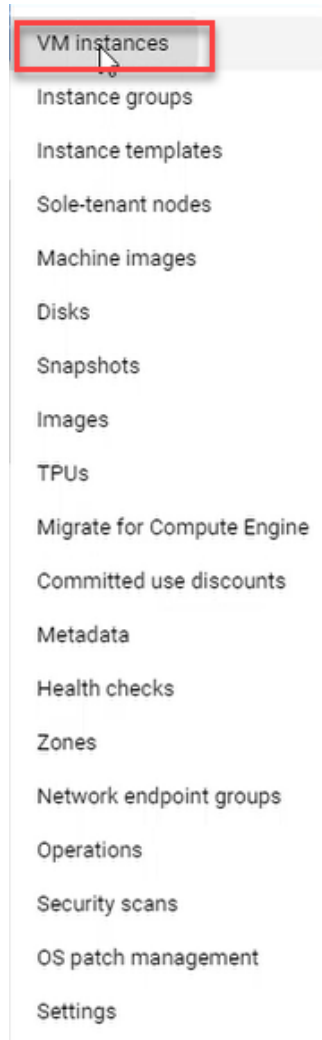 VM instances
Instance groups
Instance templates
Sole-tenant nodes
Machine images
Disks
Snapshots
Images
TPUs
Migrate for Compute Engine
Committed use discounts
Metadata
Health checks
Zones
Network endpoint groups
Operations
Security scans
OS patch management
Settings